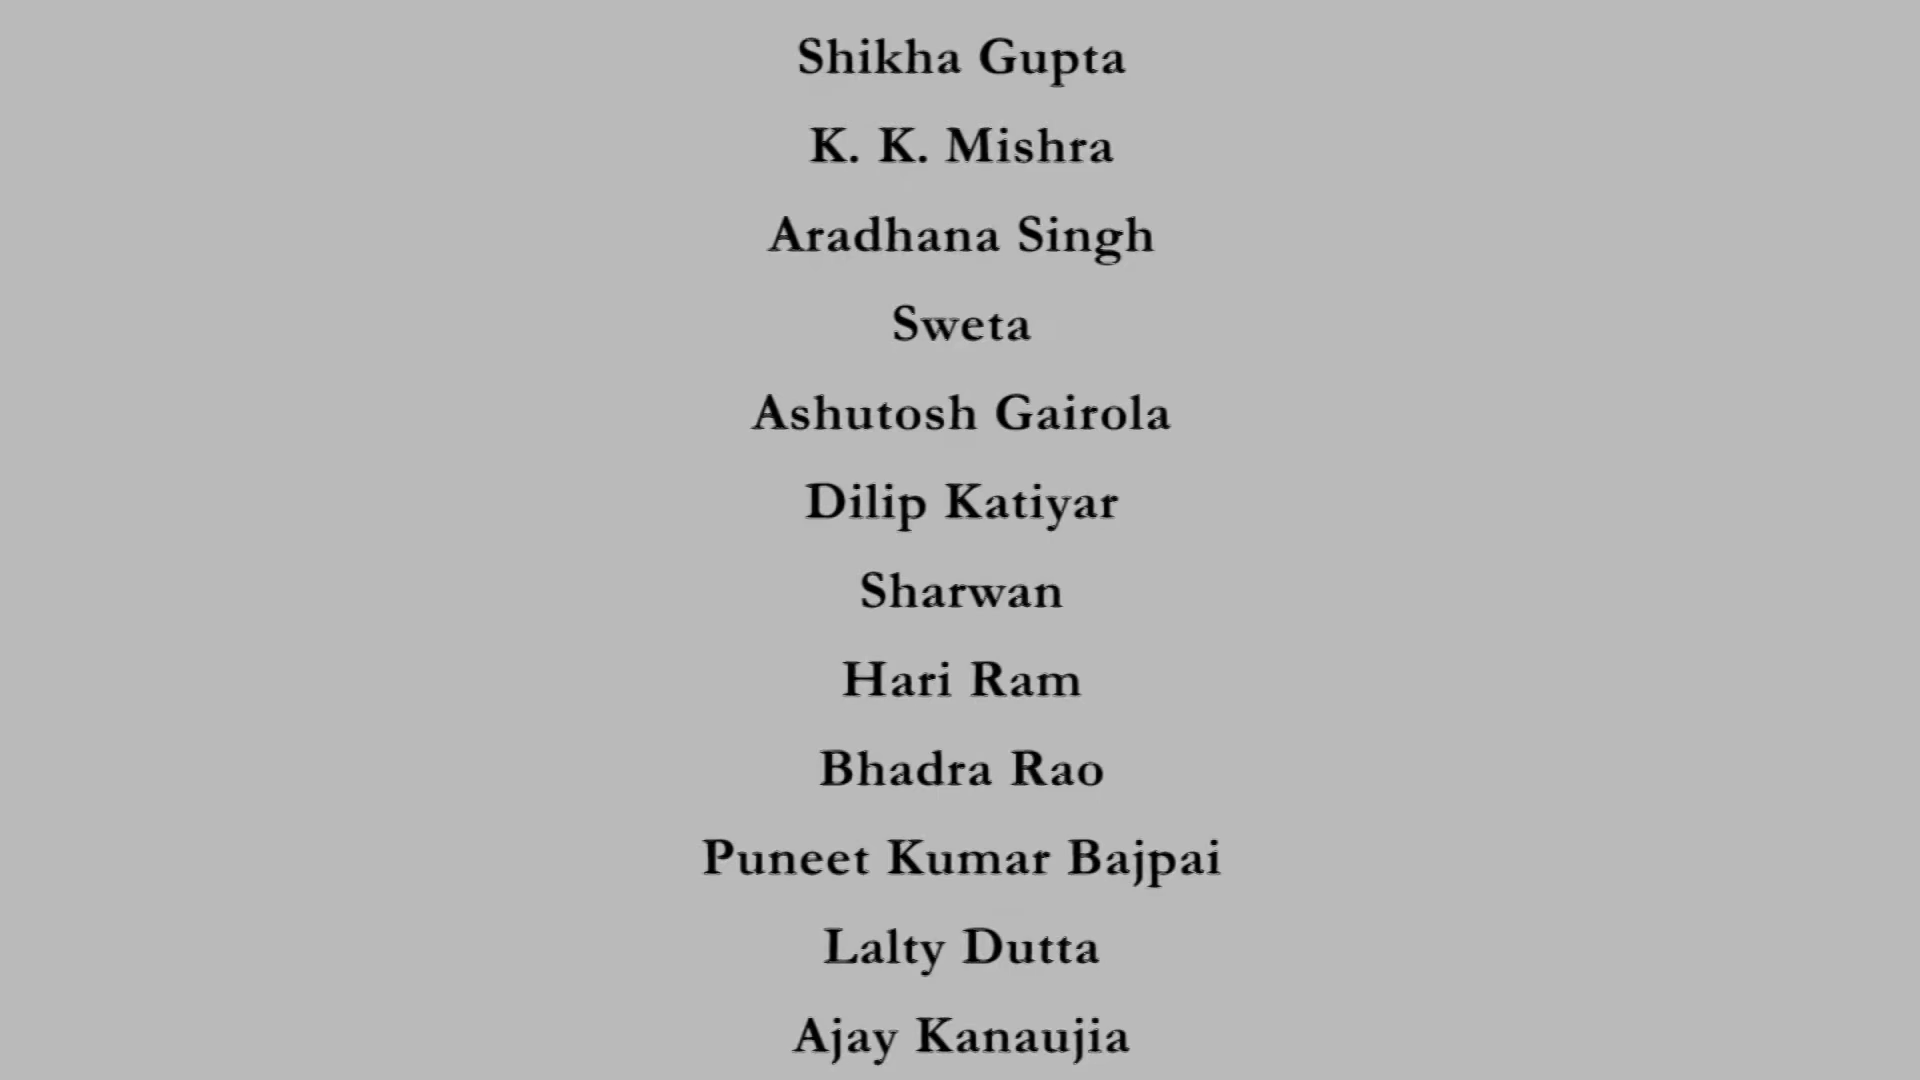 Shikha Gupta
K. K. Mishra
Aradhana Singh
Sweta
Ashutosh Gairola
Dilip Katiyar
Sharwan
Hari Ram
Bhadra Rao
Puneet Kumar Bajpai
Lalty Dutta
Ajay Kanaujia